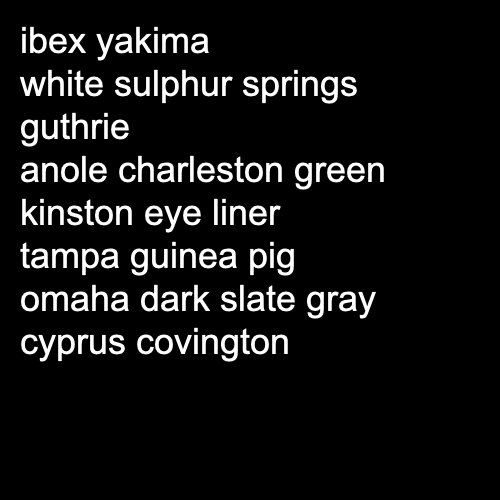 ibex yakima
white sulphur springs
guthrie
anole charleston green
kinston eye liner
tampa guinea pig
omaha dark slate gray
cyprus covington